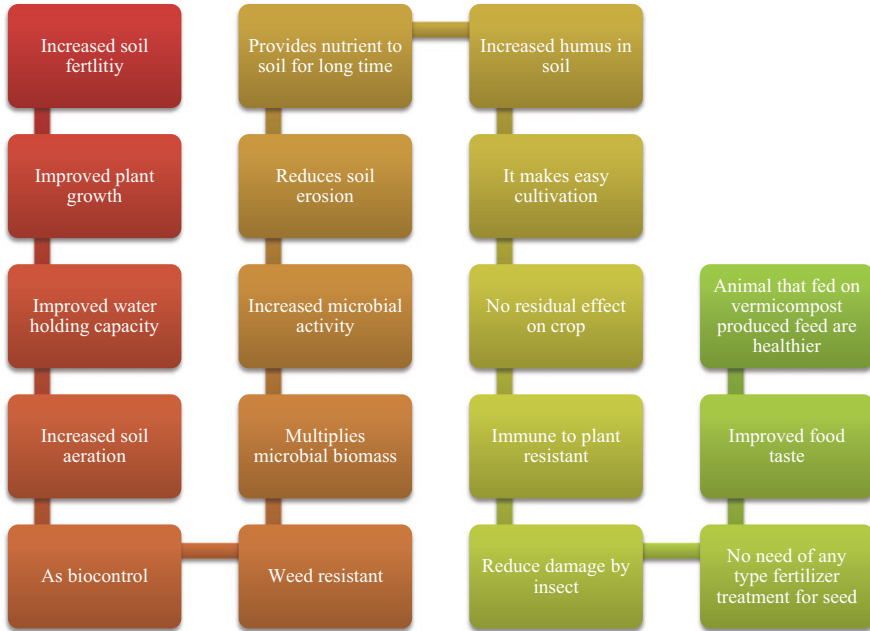 Increased soil
fertlitiy
Improved plant
growth
Improved water
holding capacity
Increased soil
aeration
As biocontrol
Weed resistant
Multiplies
microbial biomass
Increased microbial
activity
Reduces soil
erosion
Provides nutrient to
soil for long time
Increased humus in
soil
It makes easy
cultivation
No residual effect
on crop
Immune to plant
resistant
Reduce damage by
insect
No need of any
type fertilizer
treatment for seed
Improved food
taste
Animal that fed on
vermicompost
produced feed are
healthier